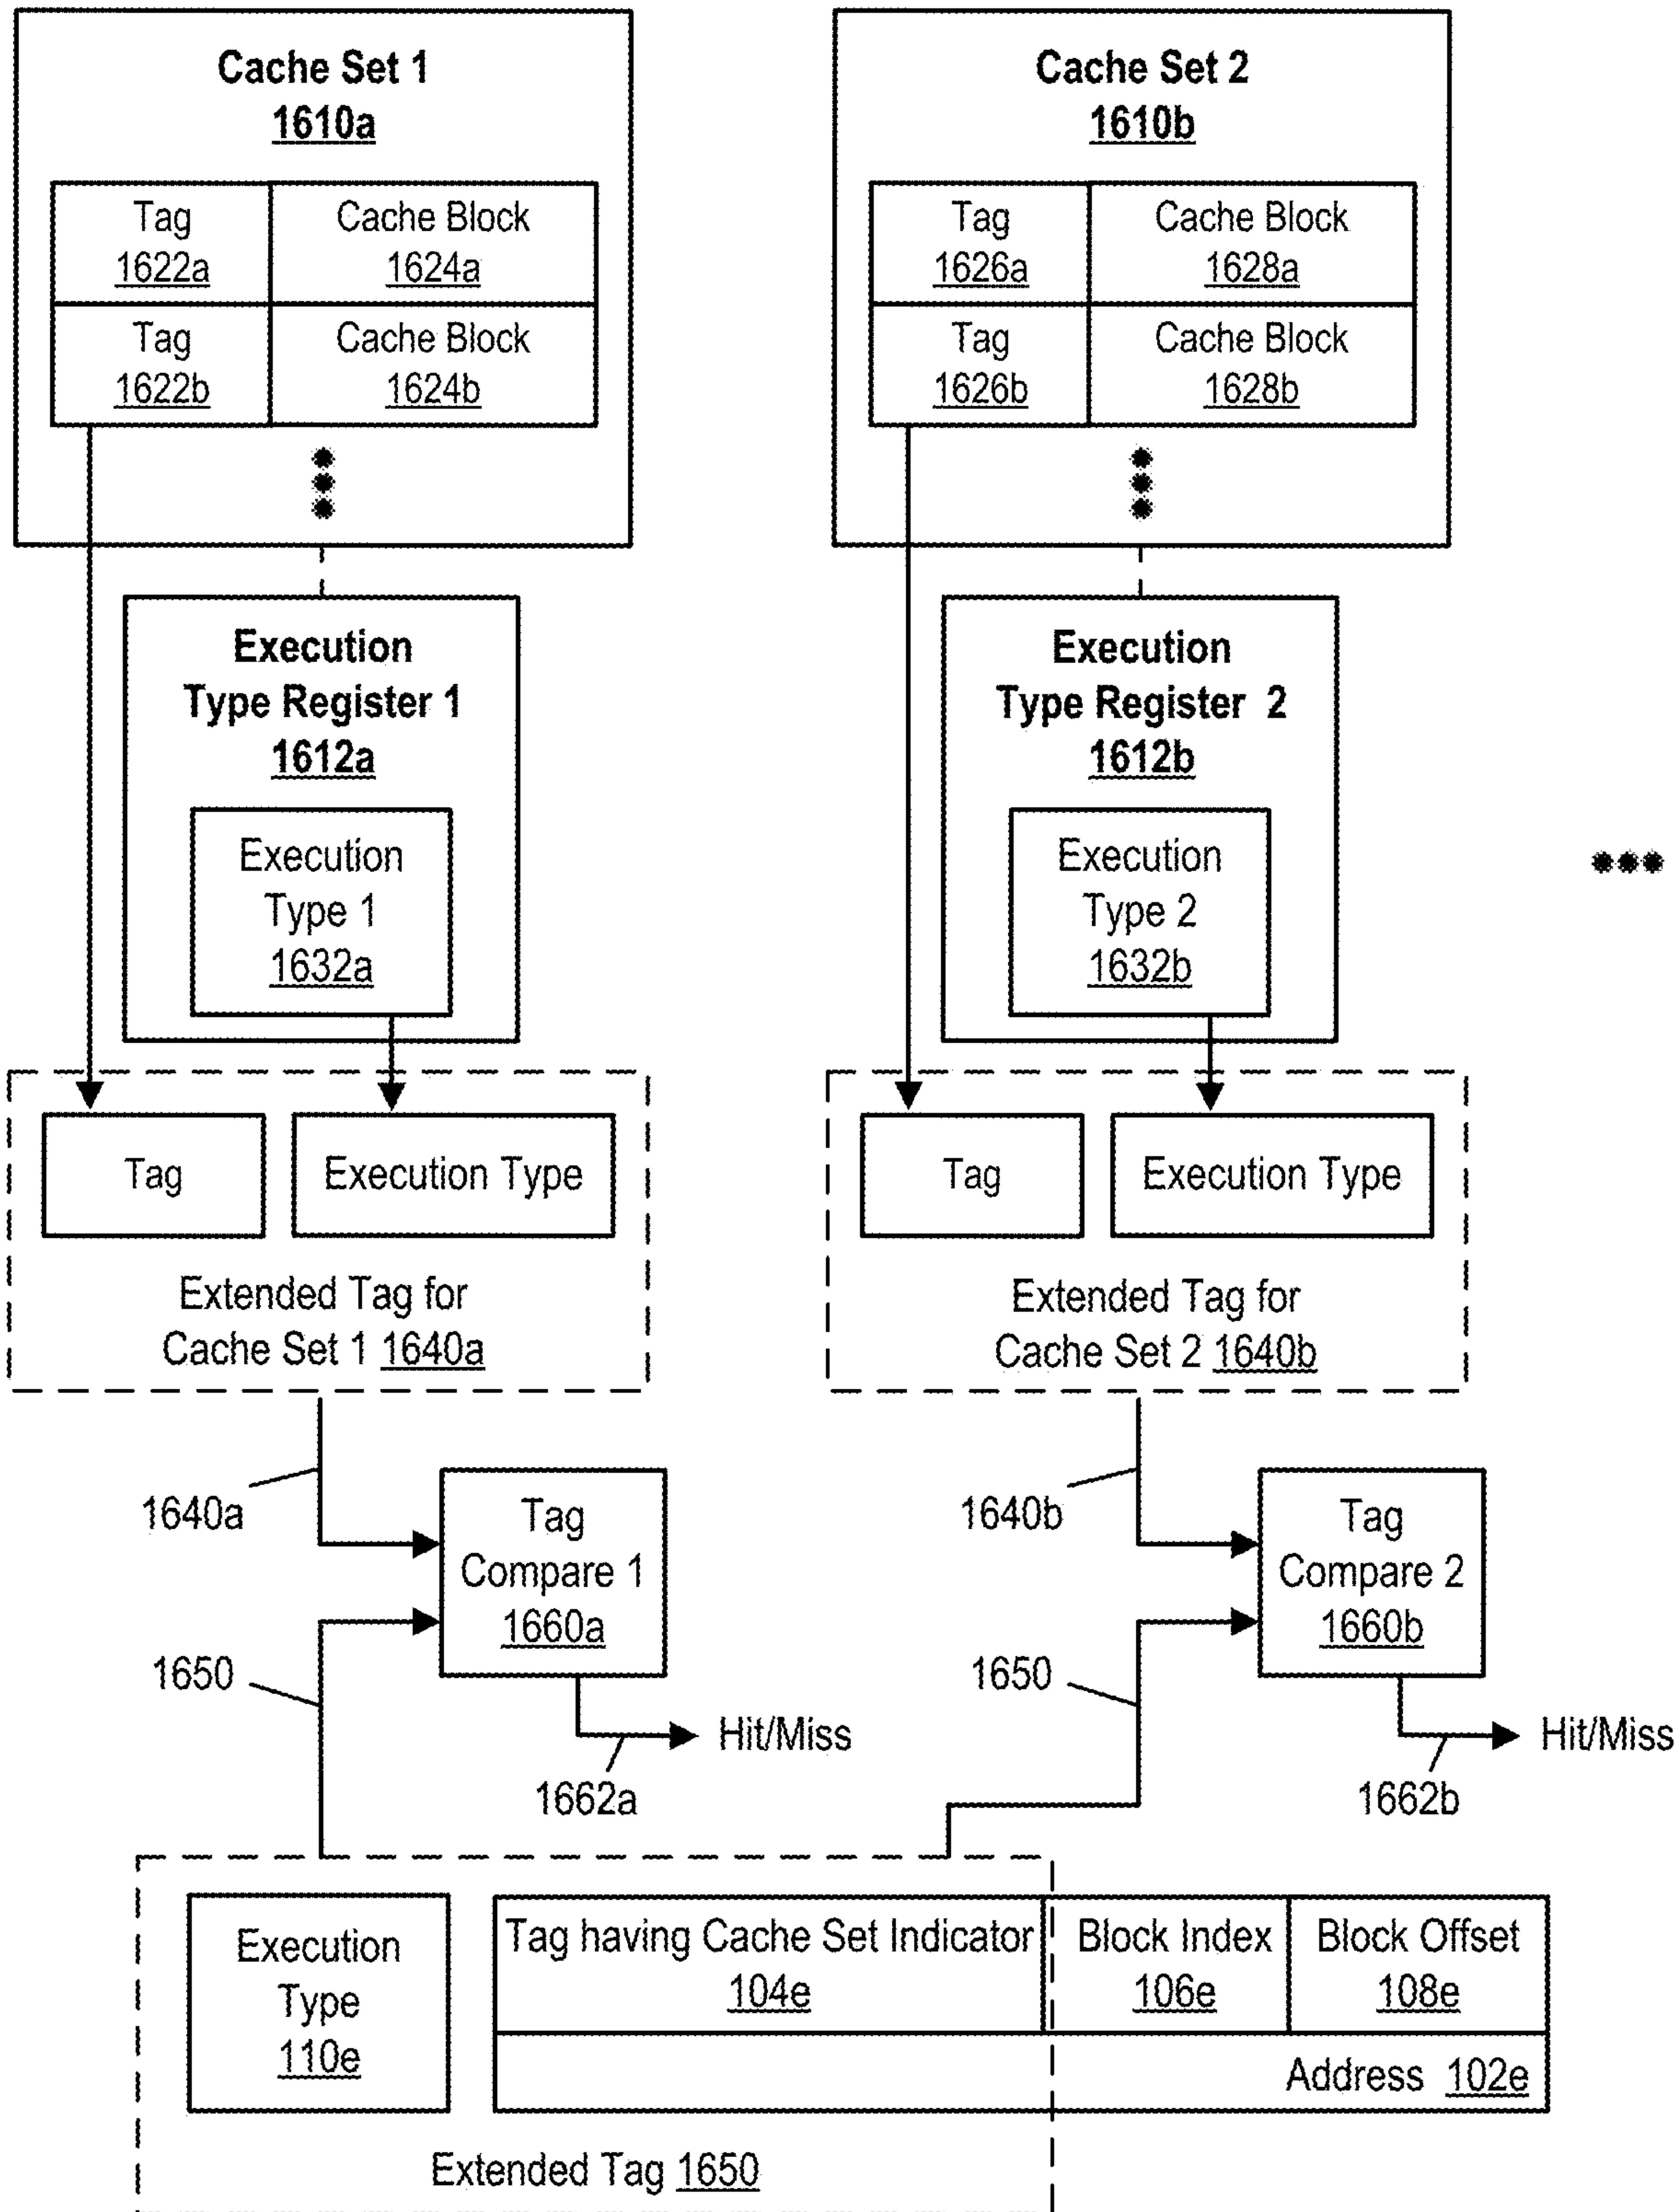 Cache Set 1
1610a
Tag
1622a
Cache Block
1624a
Tag
1622b
Cache Block
1624b
Cache Set 2
1610b
Tag
1626a
Cache Block
1628a
Tag
1626b
Cache Block
1628b
Execution
Type Register 1
1612a
Execution
Type 1
1632a
Execution
Type Register 2
1612b
Execution
Type 2
1632b
Tag
Execution Type
Extended Tag for
Cache Set 1 1640a
Tag
Execution Type
Extended Tag for
Cache Set 2 1640b
1640a
Tag
Compare 1
1660a
1650
Hit/Miss
1662a
1640b
Tag
Compare 2
1660b
1650
Hit/Miss
1662b
Execution
Type
110e
Tag having Cache Set Indicator
104e
Block Index
106e
Block Offset
108e
Address 102e
Extended Tag 1650